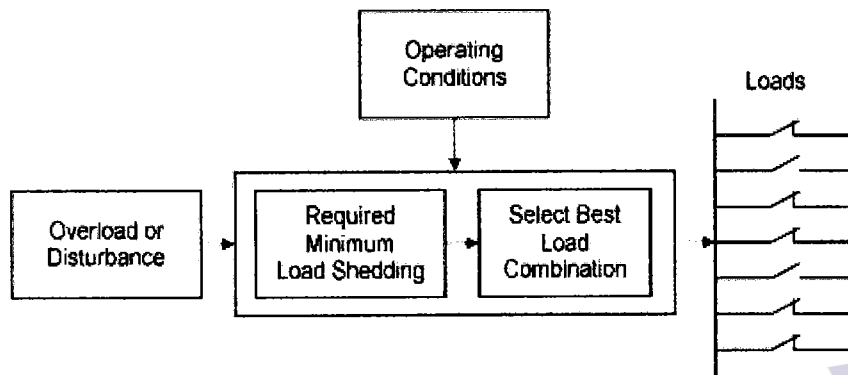 Operating
Conditions
Loads
Overload or
Disturbance
Required
Minimum
Load Shedding
Select Best
Load
Combination